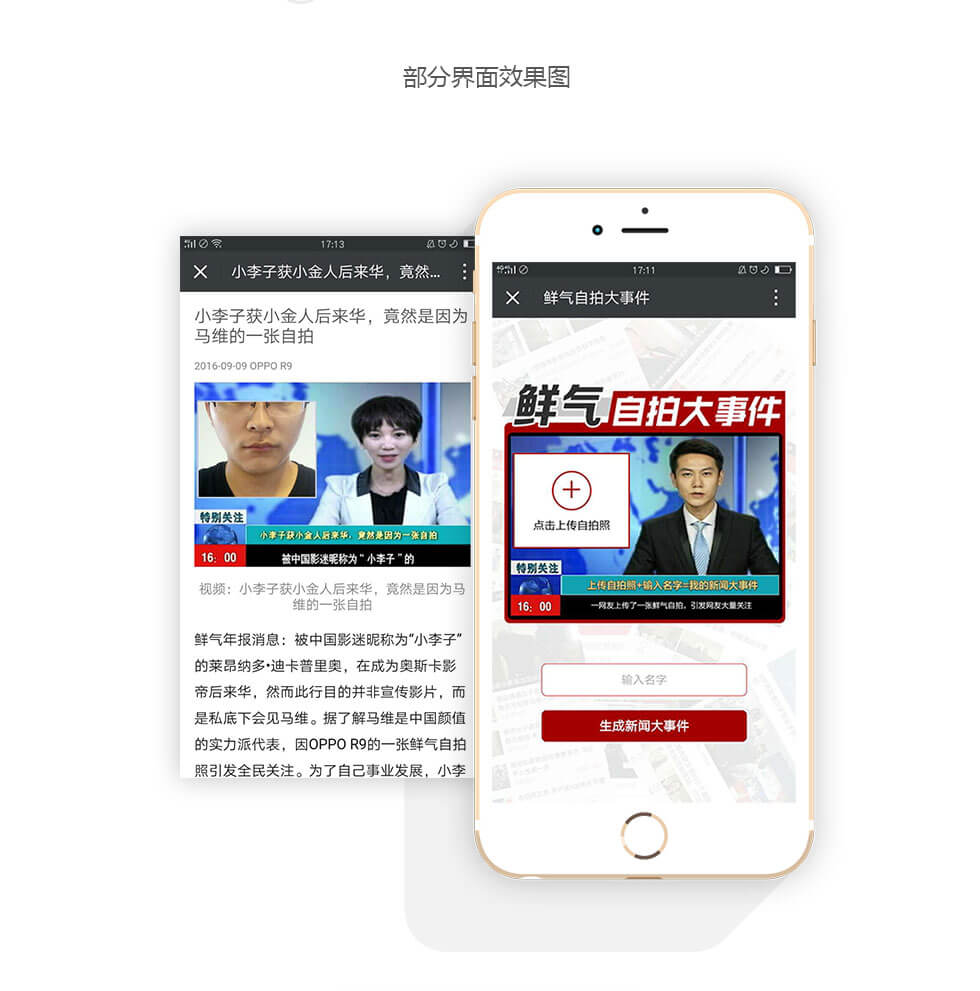 部分界面效果图
17:13
小李子获小金人后来华，竟然...
小李子获小金人后来华，竟然是因为
马维的一张自拍
2016-09-09 OPPO R9
特别关注
小李子获小金人后来华，竟然是因为一张自拍
16：00
被中国影迷昵称为“小李子”的
视频：小李子获小金人后来华，竟然是因为马
维的一张自拍
鲜气年报消息：被中国影迷昵称为“小李子”
的莱昂纳多•迪卡普里奥，在成为奥斯卡影
帝后来华，然而此行目的并非宣传影片，而
是私底下会见马维。据了解马维是中国颜值
的实力派代表，因OPPO R9的一张鲜气自拍
照引发全民关注。为了自己事业发展，小李
17:11
鲜气自拍大事件
鲜气自拍大事件
点击上传自拍照
特别关注
上传自拍照+输入名字=我的新闻大事件
16：00
一网友上传了一张鲜气自拍，引发网友大量关注
输入名字
生成新闻大事件